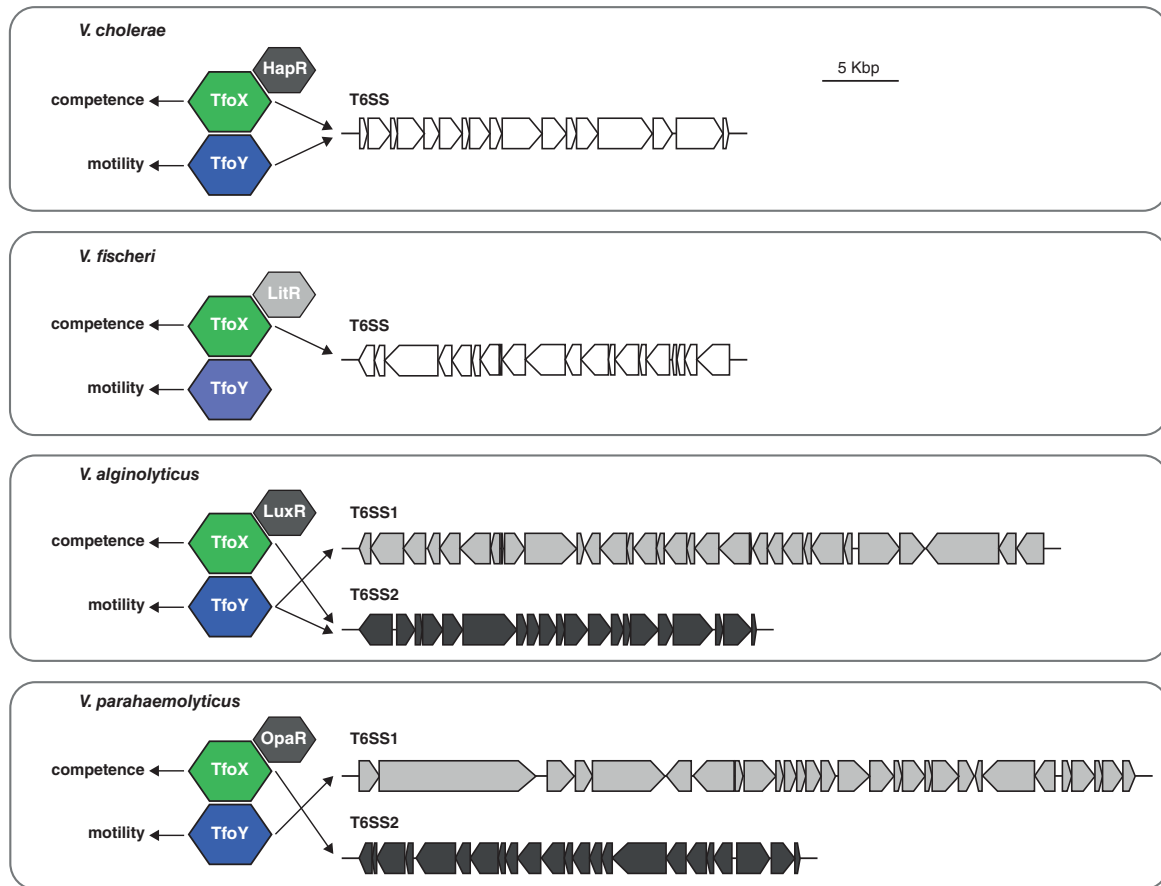 V. cholerae
HapR
5 Kbp
competence
TfoX
T6SS
motility
TfoY
V. fischeri
LitR
competence
TfoX
T6SS
motility
TfoY
V. alginolyticus
LuxR
T6SS1
competence
TfoX
motility
TfoY
T6SS2
V. parahaemolyticus
OpaR
T6SS1
competence
TfoX
motility
TfoY
T6SS2